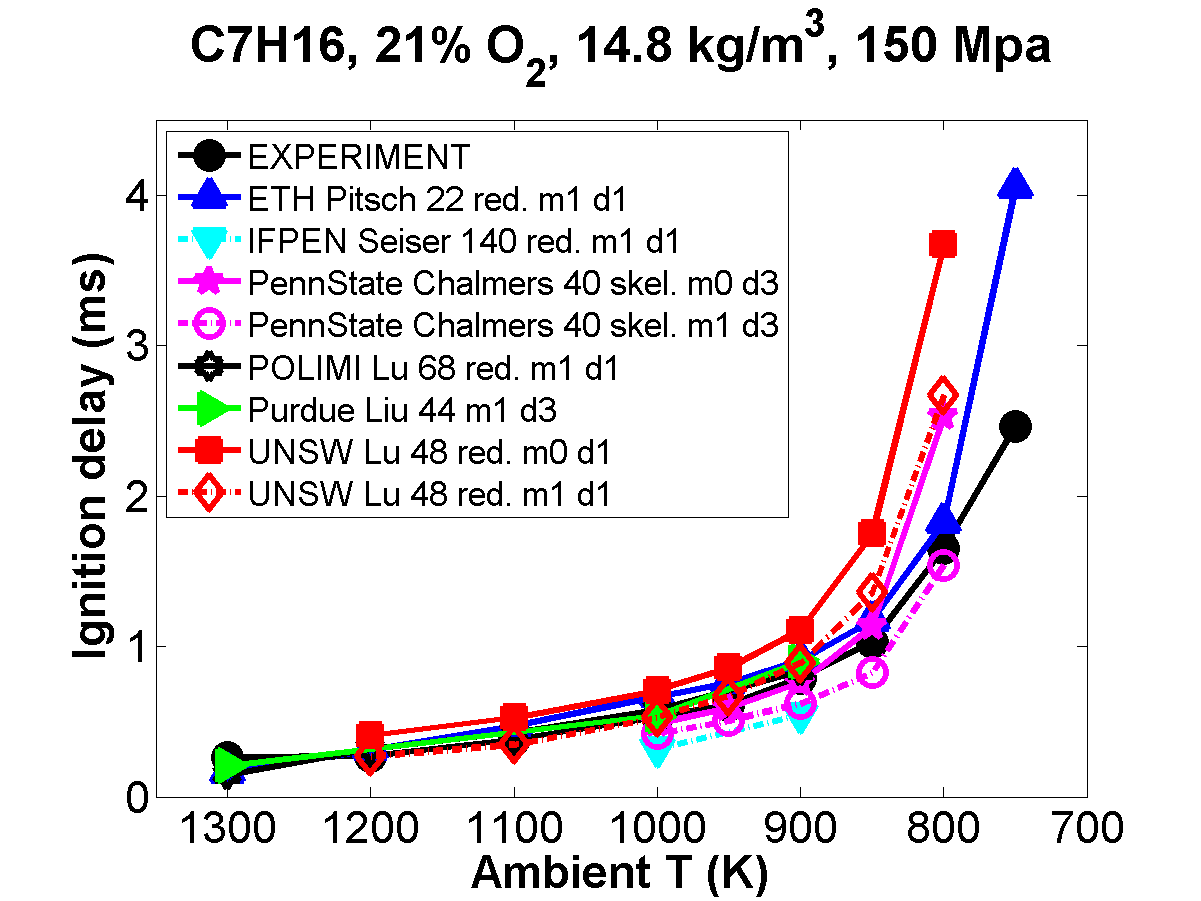 C7H16, 21% O2, 14.8 kg/m3, 150 Mpa
EXPERIMENT
ETH Pitsch 22 red. m1 d1
IFPEN Seiser 140 red. m1 d1
PennState Chalmers 40 skel. m0 d3
PennState Chalmers 40 skel. m1 d3
POLIMI Lu 68 red. m1 d1
Purdue Liu 44 m1 d3
UNSW Lu 48 red. m0 d1
UNSW Lu 48 red. m1 d1
Ignition delay (ms)
4
3
2
1
0
1300 1200 1100 1000 900 800 700
Ambient T (K)